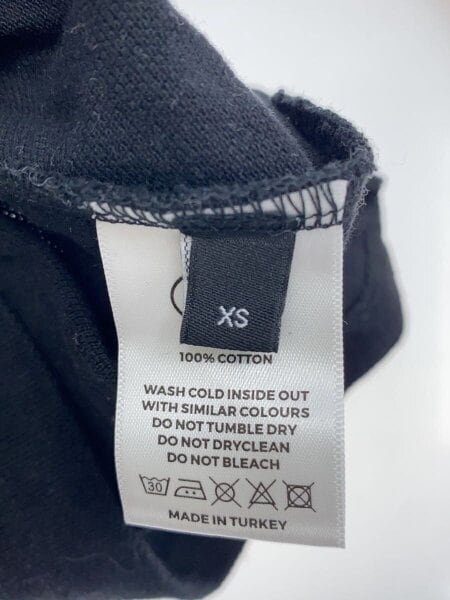 XS
100% COTTON
WASH COLD INSIDE OUT
WITH SIMILAR COLOURS
DO NOT TUMBLE DRY
DO NOT DRYCLEAN
DO NOT BLEACH
30
MADE IN TURKEY